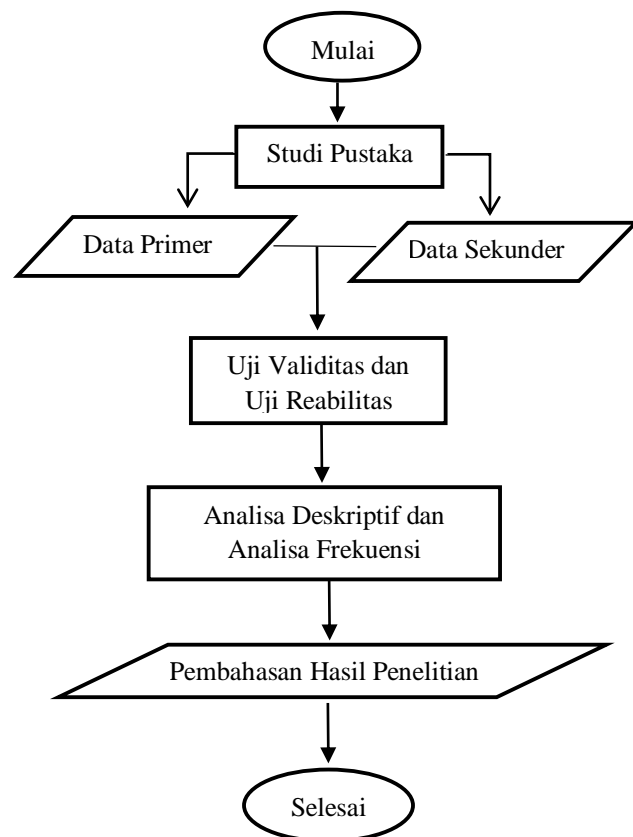 Mulai
Studi Pustaka
Data Primer
Data Sekunder
Uji Validitas dan
Uji Reabilitas
Analisa Deskriptif dan
Analisa Frekuensi
Pembahasan Hasil Penelitian
Selesai